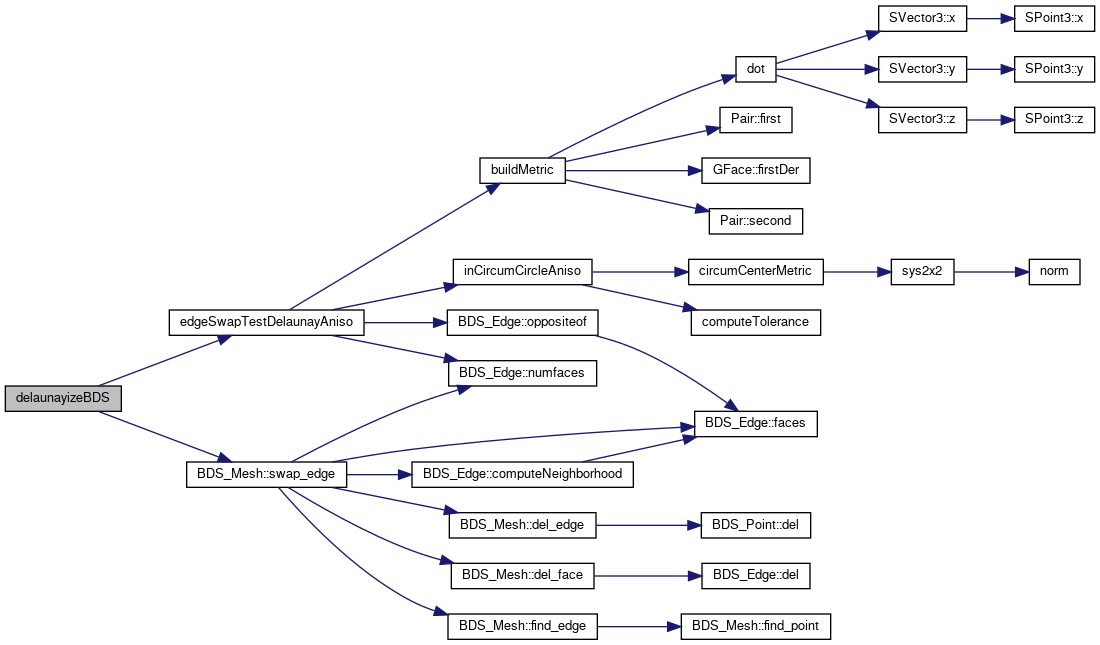 SVector3::x
SPoint3::x
dot
SVector3::y
SPoint3::y
Pair::first
SVector3::z
SPoint3::z
buildMetric
GFace::firstDer
Pair::second
inCircumCircleAniso
circumCenterMetric
sys2x2
norm
edgeSwapTestDelaunayAniso
BDS_Edge::oppositeof
computeTolerance
BDS_Edge::numfaces
delaunayizeBDS
BDS_Edge::faces
BDS_Mesh::swap_edge
BDS_Edge::computeNeighborhood
BDS_Mesh::del_edge
BDS_Point::del
BDS_Mesh::del_face
BDS_Edge::del
BDS_Mesh::find_edge
BDS_Mesh::find_point